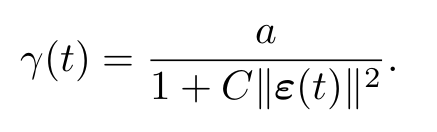 γ(t) = a / (1 + C‖ε(t)‖²).